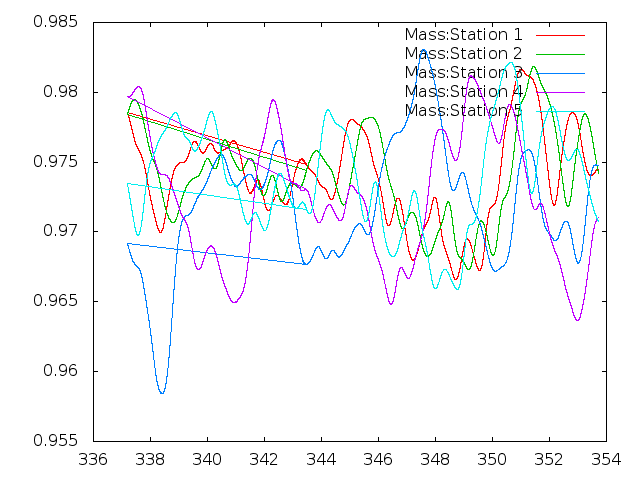 0.985
0.98
0.975
0.97
0.965
0.96
0.955
336 338 340 342 344 346 348 350 352 354
Mass:Station 1
Mass:Station 2
Mass:Station 3
Mass:Station 4
Mass:Station 5